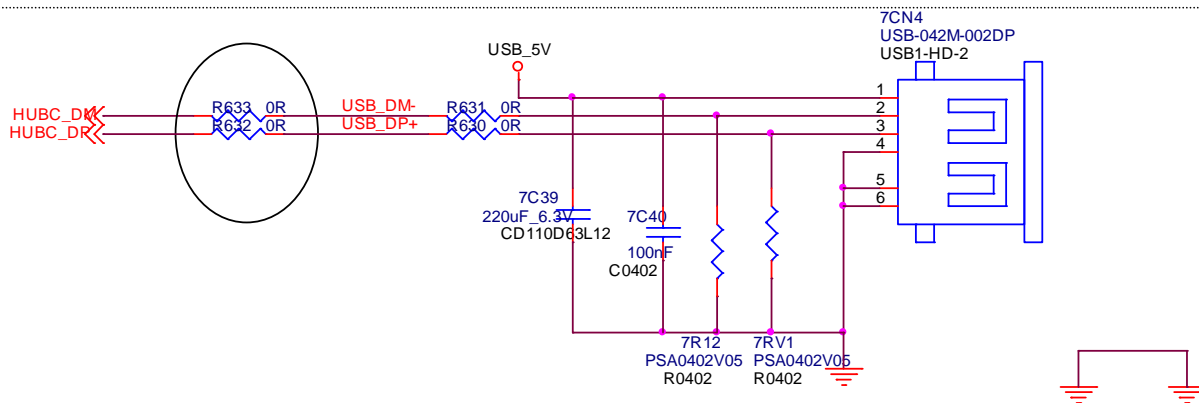 7CN4
USB-042M-002DP
USB1-HD-2
USB_5V
HUBC_DM
R633 0R
USB_DM-
R631 0R
HUBC_DP
R632 0R
USB_DP+
R630 0R
1
2
3
4
5
6
7C39
220uF_6.3V
CD110D63L12
7C40
100nF
C0402
7R12
PSA0402V05
R0402
7RV1
PSA0402V05
R0402